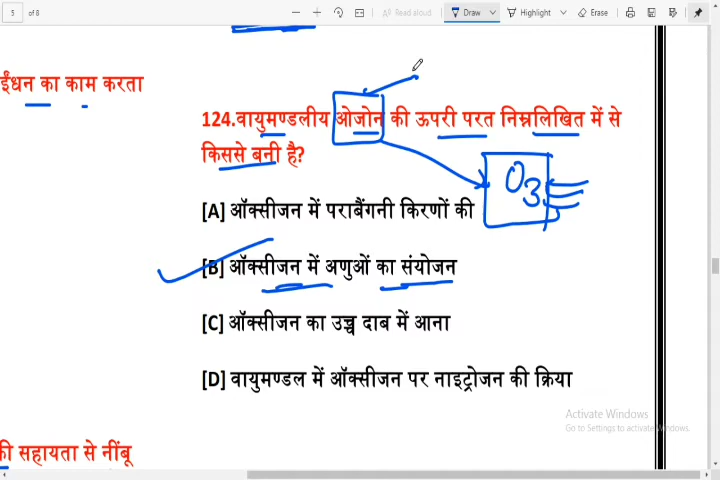 5 of 8
Read aloud Draw Highlight Erase
ईंधन का काम करता
124.वायुमण्डलीय ओजोन की ऊपरी परत निम्नलिखित में से
किससे बनी है?
O3
[A] ऑक्सीजन में पराबैंगनी किरणों की
[B] ऑक्सीजन में अणुओं का संयोजन
[C] ऑक्सीजन का उच्च दाब में आना
[D] वायुमण्डल में ऑक्सीजन पर नाइट्रोजन की क्रिया
Activate Windows
Go to Settings to activate Windows.
की सहायता से नींबू